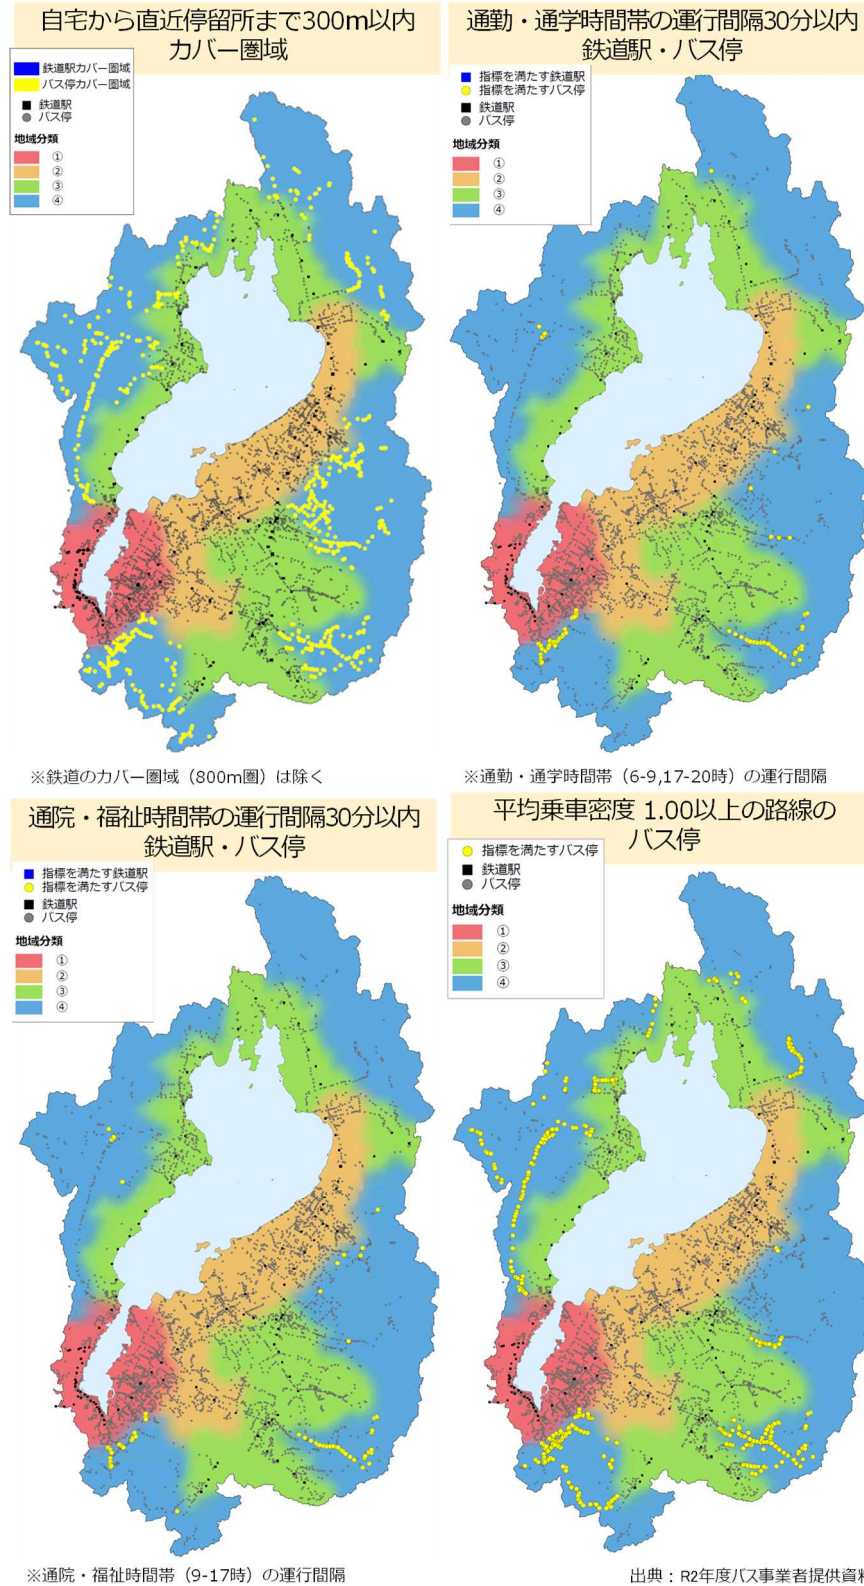 自宅から直近停留所まで300m以内
カバー圏域
鉄道駅カバー圏域
バス停カバー圏域
鉄道駅
バス停
地域分類
①
②
③
④
※鉄道のカバー圏域（800m圏）は除く
通勤・通学時間帯の運行間隔30分以内
鉄道駅・バス停
指標を満たす鉄道駅
指標を満たすバス停
鉄道駅
バス停
地域分類
①
②
③
④
※通勤・通学時間帯（6-9,17-20時）の運行間隔
通院・福祉時間帯の運行間隔30分以内
鉄道駅・バス停
指標を満たす鉄道駅
指標を満たすバス停
鉄道駅
バス停
地域分類
①
②
③
④
※通院・福祉時間帯（9-17時）の運行間隔
平均乗車密度 1.00以上の路線の
バス停
指標を満たすバス停
鉄道駅
バス停
地域分類
①
②
③
④
出典：R2年度バス事業者提供資